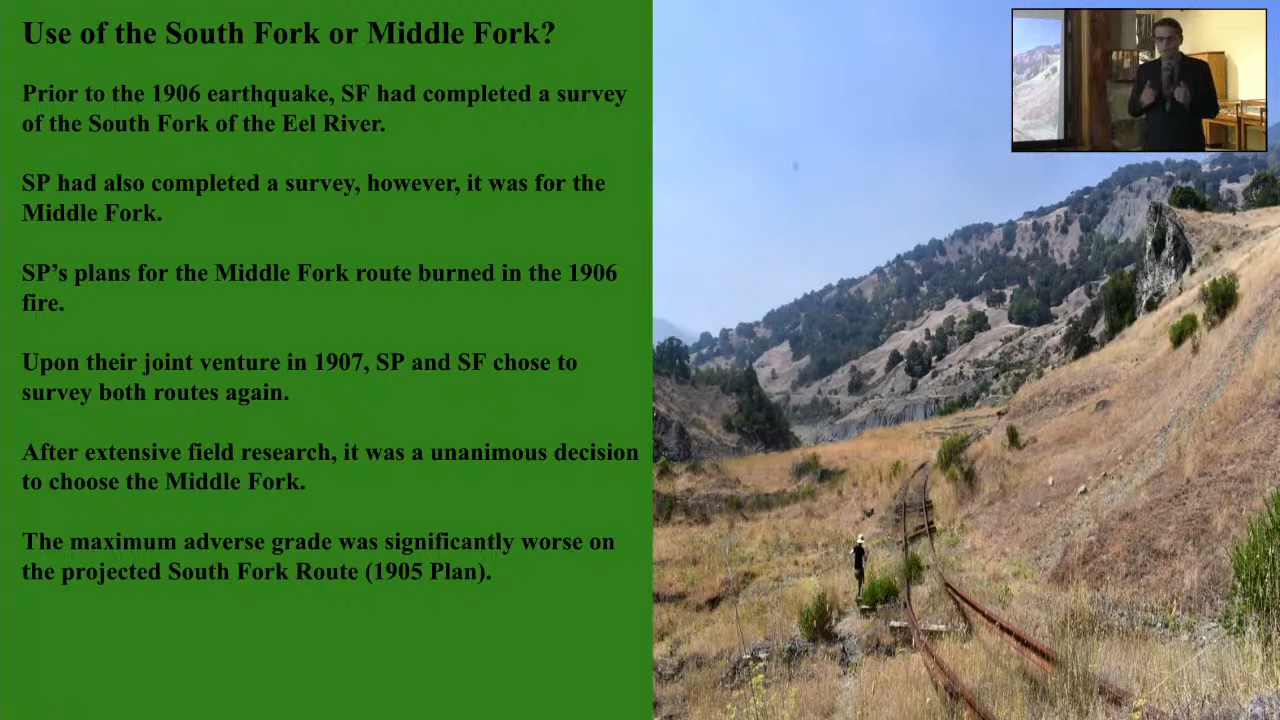 Use of the South Fork or Middle Fork?
Prior to the 1906 earthquake, SF had completed a survey
of the South Fork of the Eel River.
SP had also completed a survey, however, it was for the
Middle Fork.
SP’s plans for the Middle Fork route burned in the 1906
fire.
Upon their joint venture in 1907, SP and SF chose to
survey both routes again.
After extensive field research, it was a unanimous decision
to choose the Middle Fork.
The maximum adverse grade was significantly worse on
the projected South Fork Route (1905 Plan).